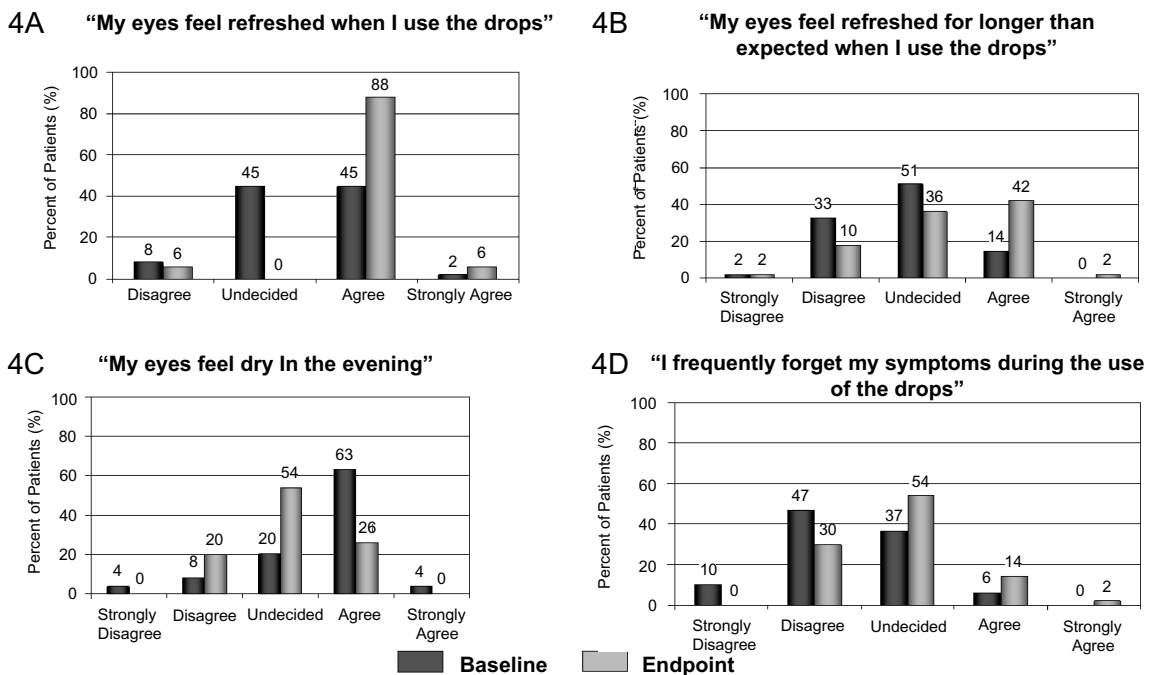 4A “My eyes feel refreshed when I use the drops”
Percent of Patients (%)
100
80
60
40
20
0
8 6
45 0
45 88
2 6
Disagree Undecided Agree Strongly Agree
4B “My eyes feel refreshed for longer than
expected when I use the drops”
Percent of Patients (%)
100
80
60
40
20
0
2 2
33 10
51 36
14 42
0 2
Strongly Disagree Undecided Agree Strongly
Disagree Agree
4C “My eyes feel dry In the evening”
Percent of Patients (%)
100
80
60
40
20
0
4 0
8 20
20 54
63 26
4 0
Strongly Disagree Undecided Agree Strongly
Disagree Agree
4D “I frequently forget my symptoms during the use
of the drops”
Percent of Patients (%)
100
80
60
40
20
0
10 0
47 30
37 54
6 14
0 2
Strongly Disagree Undecided Agree Strongly
Disagree Agree
Baseline Endpoint